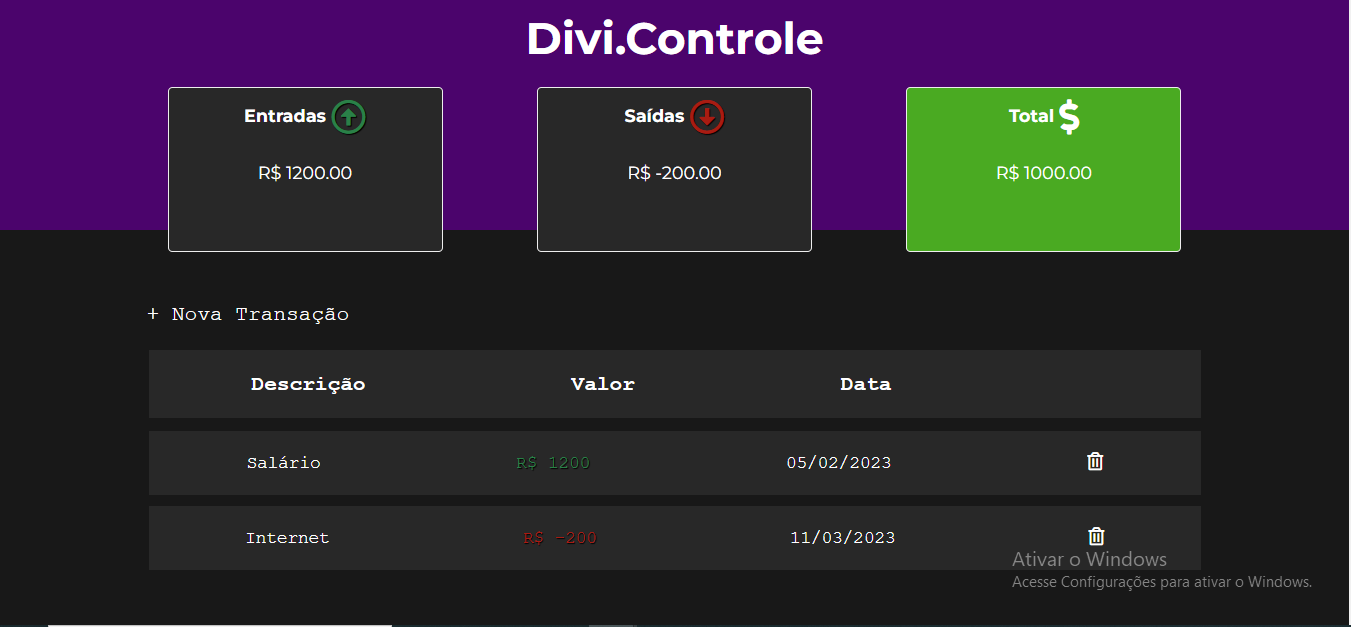 Divi.Controle
Entradas
R$ 1200.00
Saídas
R$ -200.00
Total $
R$ 1000.00
+ Nova Transação
Descrição Valor Data
Salário R$ 1200 05/02/2023
Internet R$ -200 11/03/2023
Ativar o Windows
Acesse Configurações para ativar o Windows.